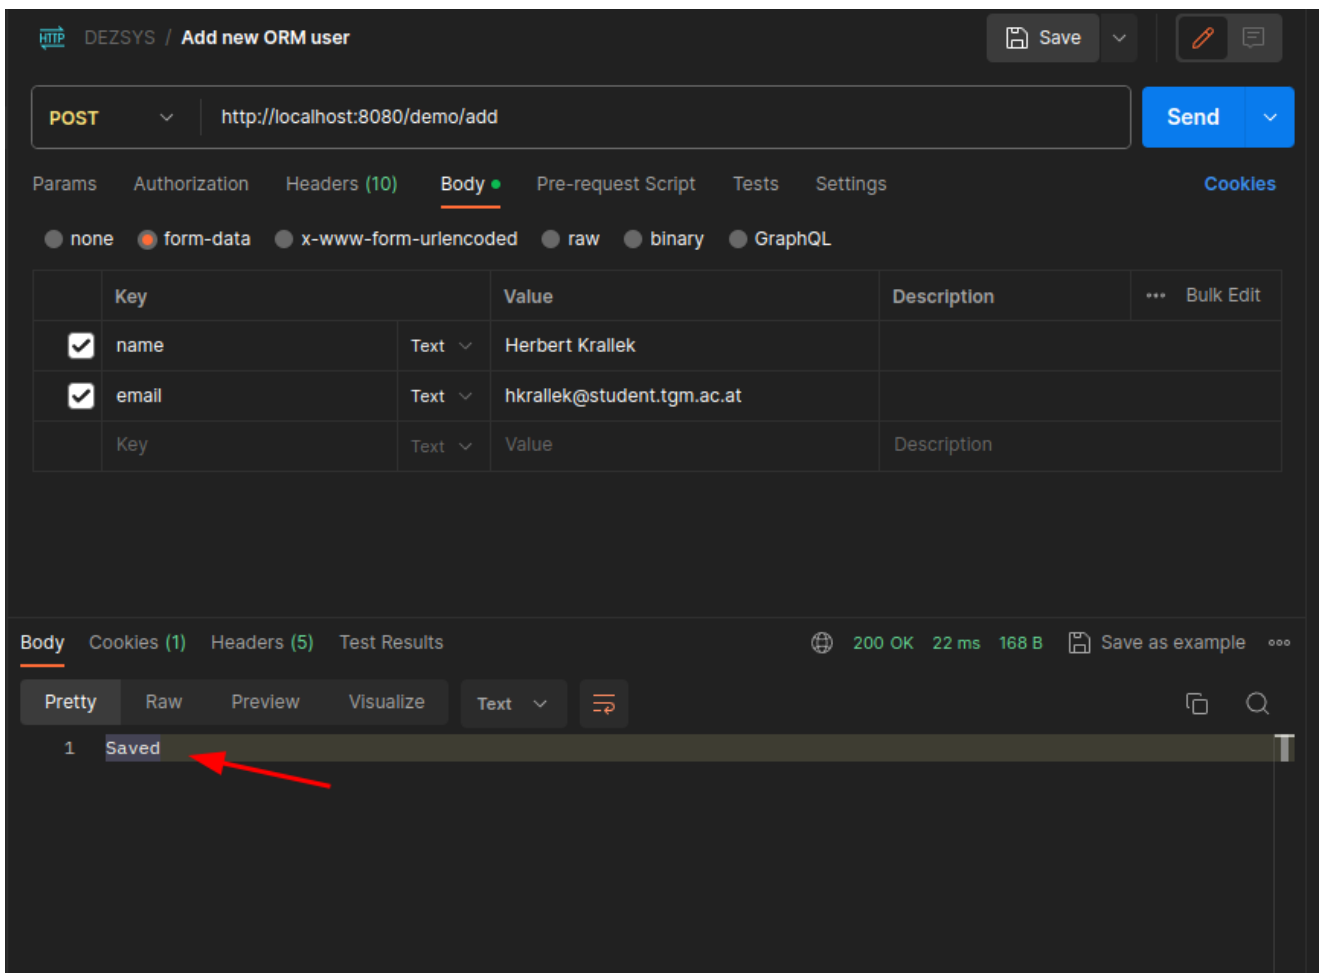 HTTP DEZSYS / Add new ORM user Save
POST http://localhost:8080/demo/add Send
Params Authorization Headers (10) Body Pre-request Script Tests Settings Cookies
none form-data x-www-form-urlencoded raw binary GraphQL
Key Value Description Bulk Edit
name Text Herbert Krallek
email Text hkrallek@student.tgm.ac.at
Key Text Value Description
Body Cookies (1) Headers (5) Test Results 200 OK 22 ms 168 B Save as example
Pretty Raw Preview Visualize Text
1 Saved